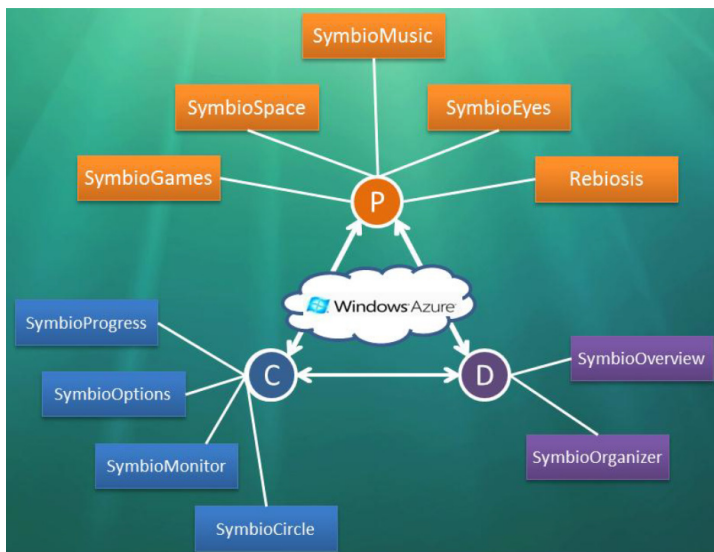 SymbioMusic
SymbioSpace
SymbioEyes
SymbioGames
Rebiosis
P
Windows Azure
SymbioProgress
SymbioOverview
C
D
SymbioOptions
SymbioMonitor
SymbioOrganizer
SymbioCircle